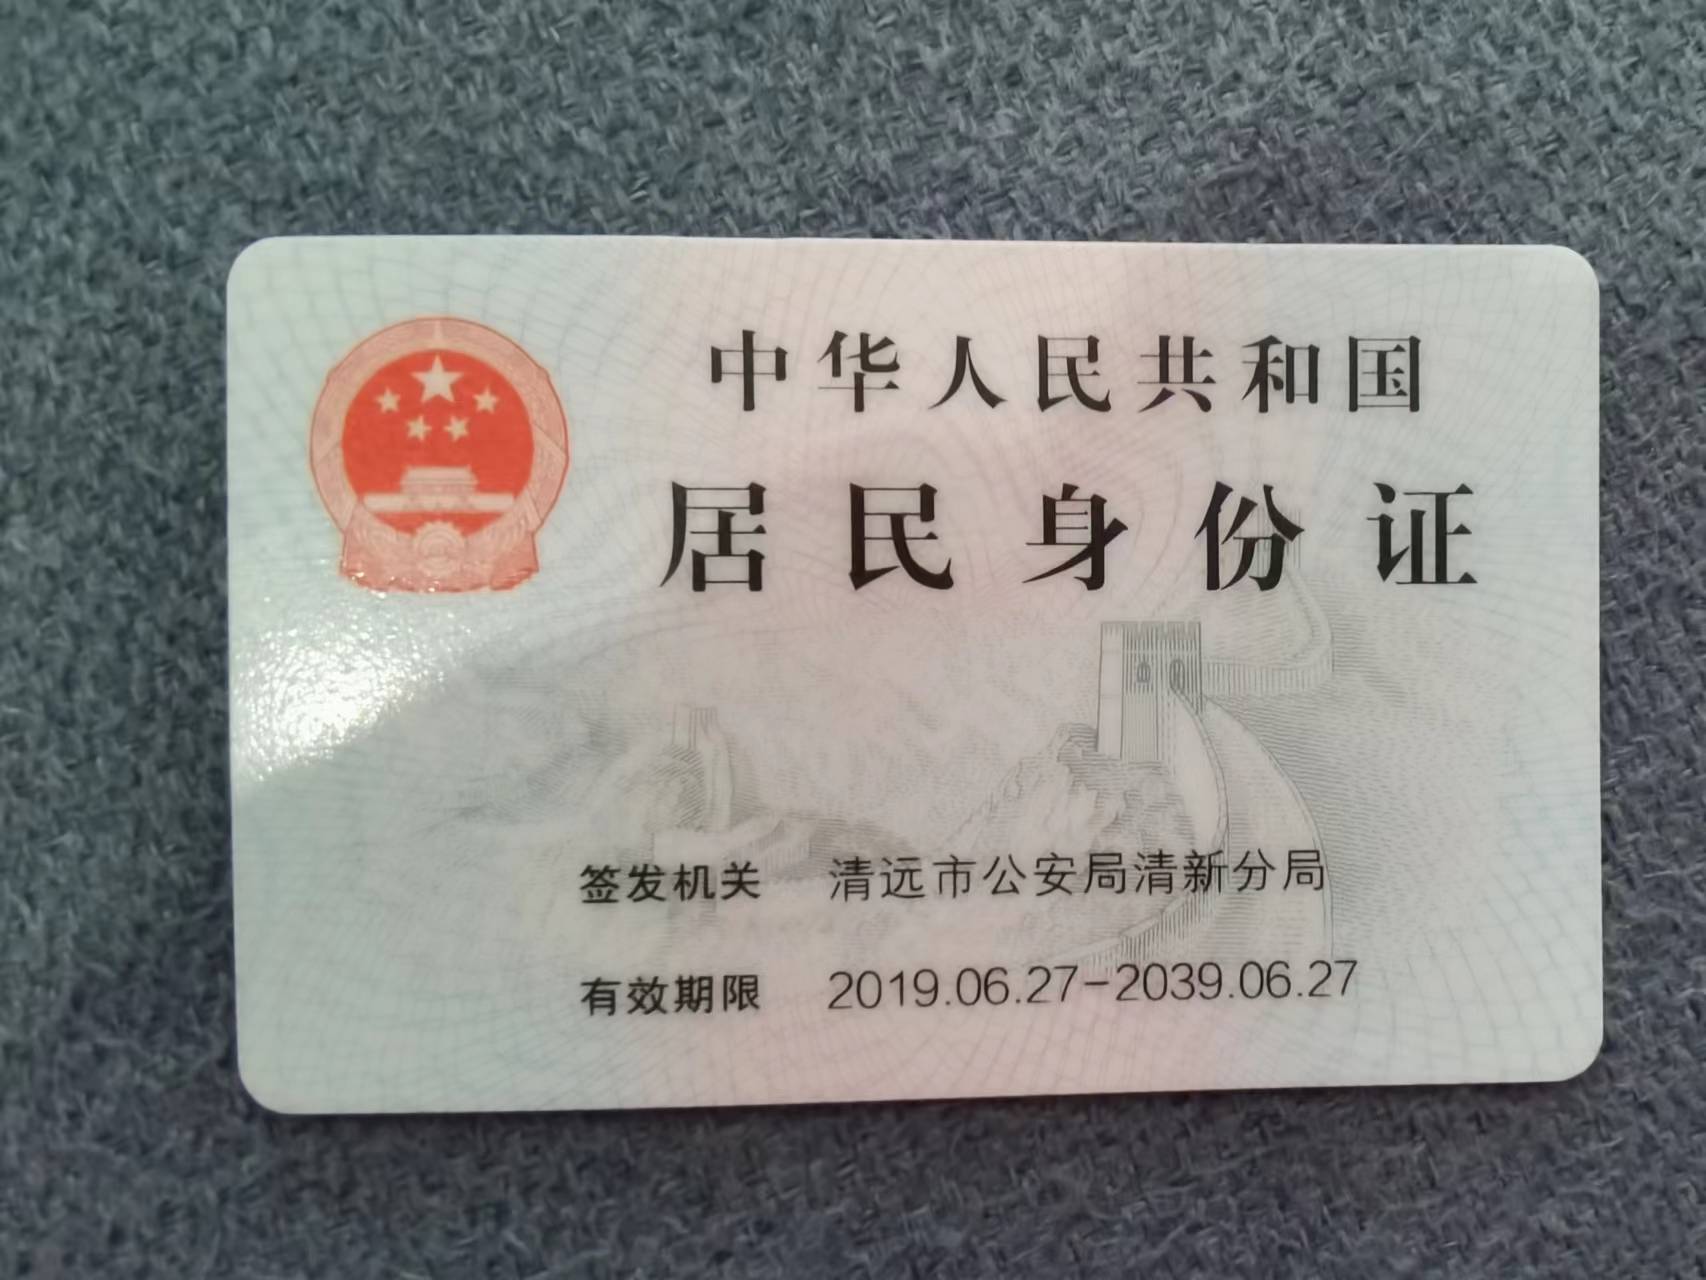 中华人民共和国
居民身份证
签发机关 清远市公安局清新分局
有效期限 2019.06.27-2039.06.27